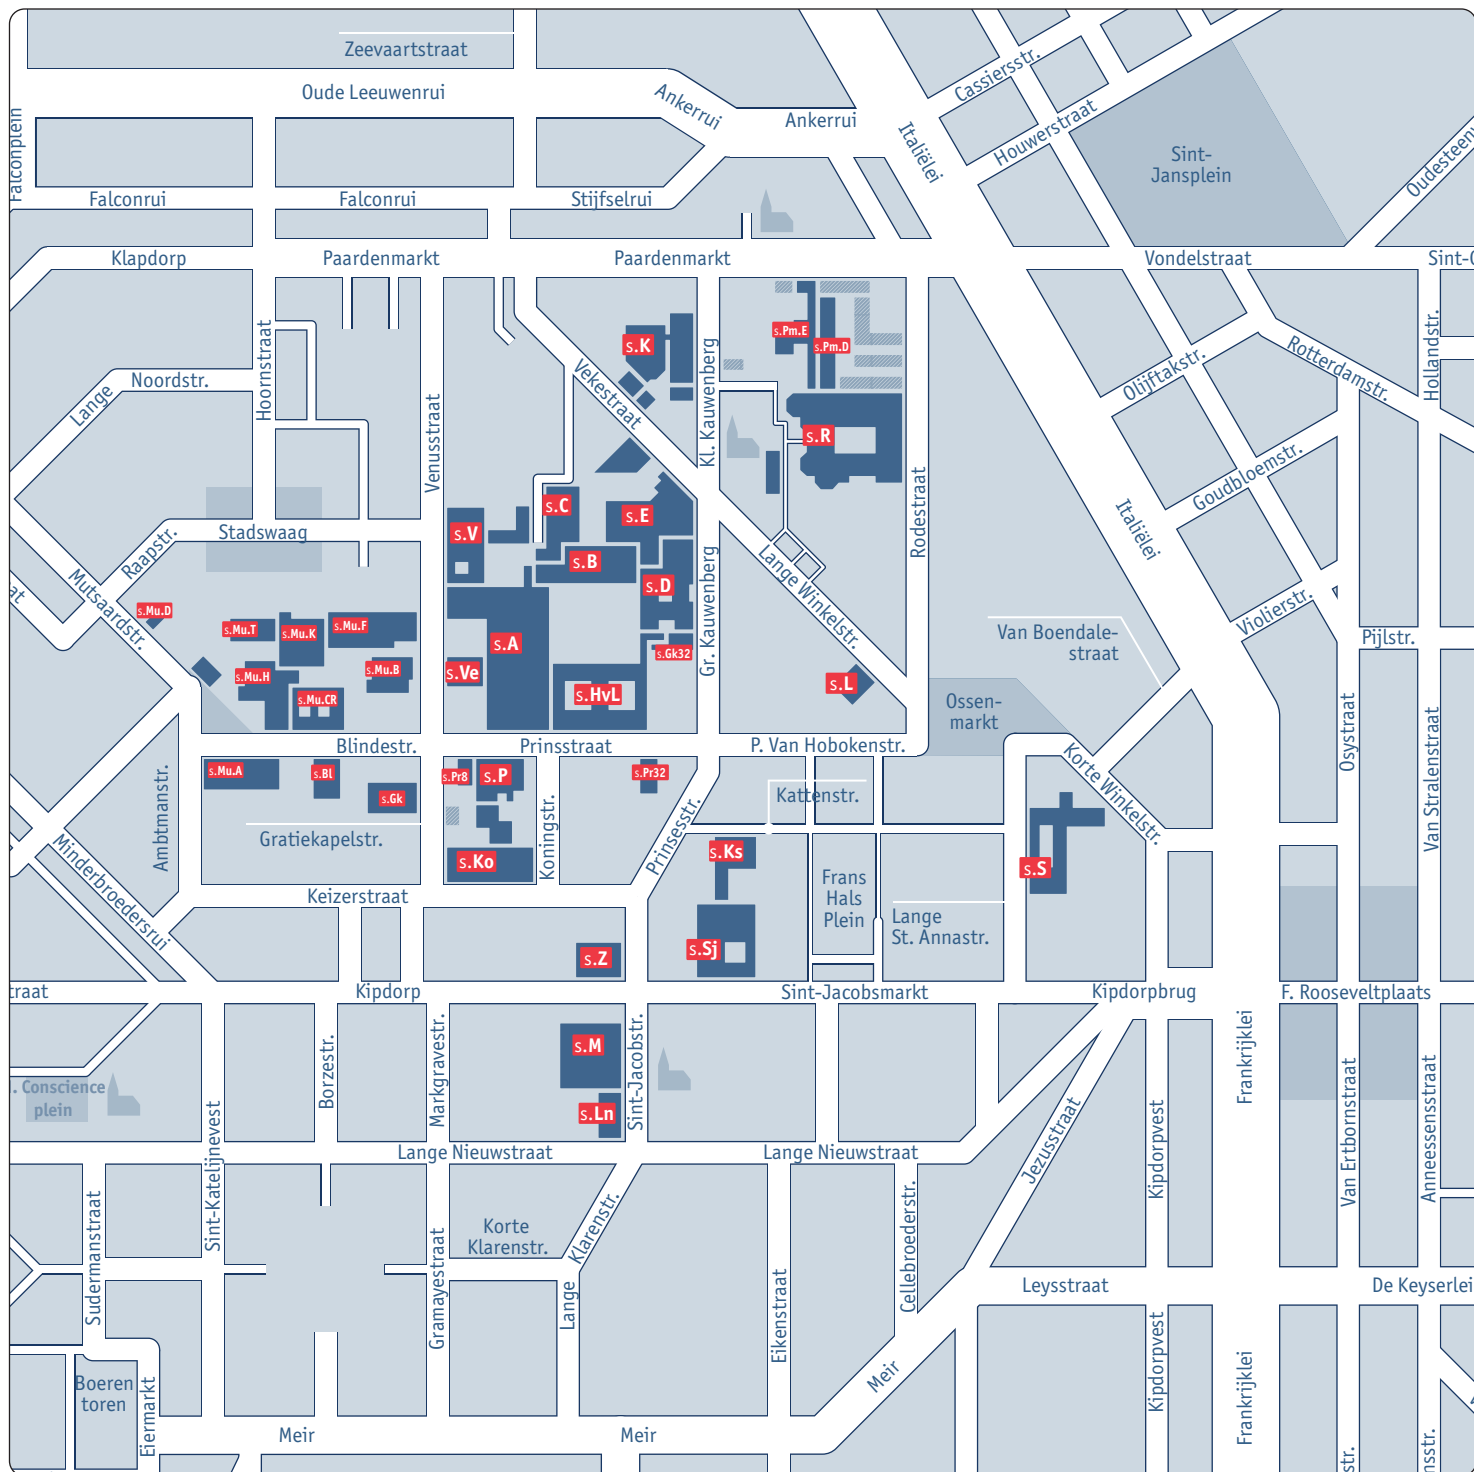 Zeevaartstraat
Oude Leeuwenrui
Ankerrui
Ankerrui
Cassiersstr.
Houwerstraat
Italiëlei
Sint-
Jansplein
Falconplein
Falconrui
Falconrui
Stijfselrui
Klapdorp
Paardenmarkt
Paardenmarkt
Vondelstraat
Hoornstraat
Noordstr.
Lange
Venusstraat
Vekestraat
Kl. Kauwenberg
Rodestraat
Olijftakstr.
Rotterdamstr.
Hollandstr.
Goudbloemstr.
Italiëlei
s.K
s.Pm.E
s.Pm.D
s.R
s.C
s.E
s.V
s.B
s.D
s.A
s.Gk32
s.Ve
s.HvL
s.L
Stadswaag
Raapstr.
Mutsaardstr.
at
Gr. Kauwenberg
Lange Winkelstr.
Violierstr.
Pijlstr.
Van Boendale-
straat
Ossen-
markt
s.Mu.D
s.Mu.T
s.Mu.K
s.Mu.F
s.Mu.B
s.Mu.H
s.Mu.CR
Blindestr.
Prinsstraat
P. Van Hobokenstr.
Korte Winkelstr.
Osystraat
Van Stralenstraat
s.Mu.A
s.Bl
s.Gk
s.Pr8
s.P
s.Pr32
s.Ko
s.Ks
s.S
s.Sj
s.Z
Kattenstr.
Gratiekapelstr.
Ambtmanstr.
Koningstr.
Prinsesstr.
Minderbroedersrui
Keizerstraat
Frans
Hals
Plein
Lange
St. Annastr.
traat
Kipdorp
Sint-Jacobsmarkt
Kipdorpbrug
F. Rooseveltplaats
s.M
s.Ln
Borzestr.
Markgravestr.
Sint-Jacobstr.
Frankrijklei
Conscience
plein
Sint-Katelijnevest
Lange Nieuwstraat
Lange Nieuwstraat
Jezusstraat
Kipdorpvest
Van Ertbornstraat
Anneessensstraat
Sudermanstraat
Korte
Klarenstr.
Klarenstr.
Lange
Gramayestraat
Eikenstraat
Cellebroederstr.
Leysstraat
De Keyserlei
Kipdorpvest
Frankrijklei
Boeren
toren
Eiermarkt
Meir
Meir
Meir
str.
nsstr.